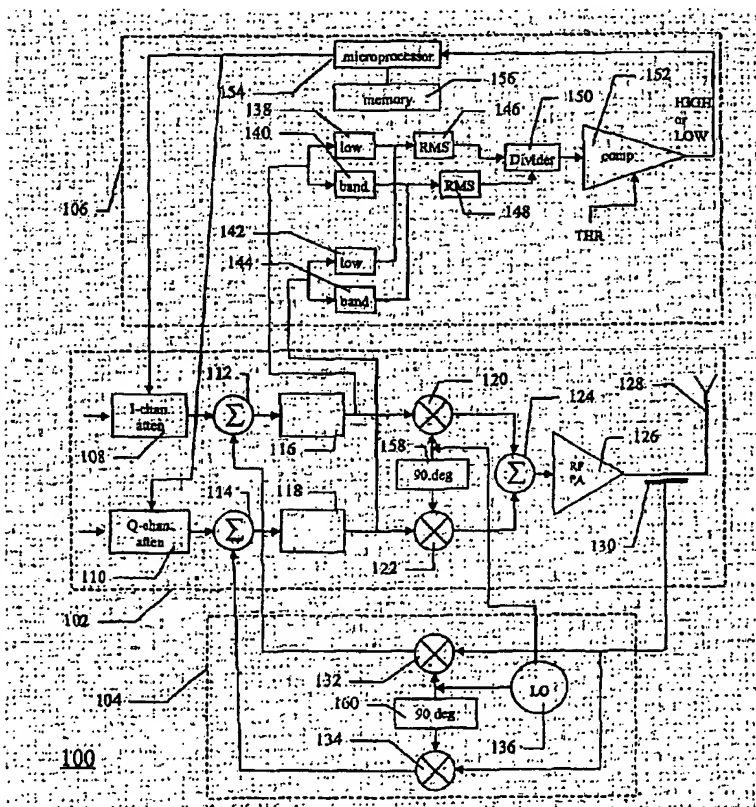 microprocessor
154
memory
156
138
146
150
152
HIGH
or
LOW
140
low
RMS
Divider
comp
band
RMS
106
148
142
THR
low
144
band
112
120
124
128
I-chan
atten
Σ
126
108
116
158
90 deg
Σ
RF
PA
114
118
Q-chan
atten
Σ
110
122
130
102
104
132
LO
160
90 deg
136
134
100